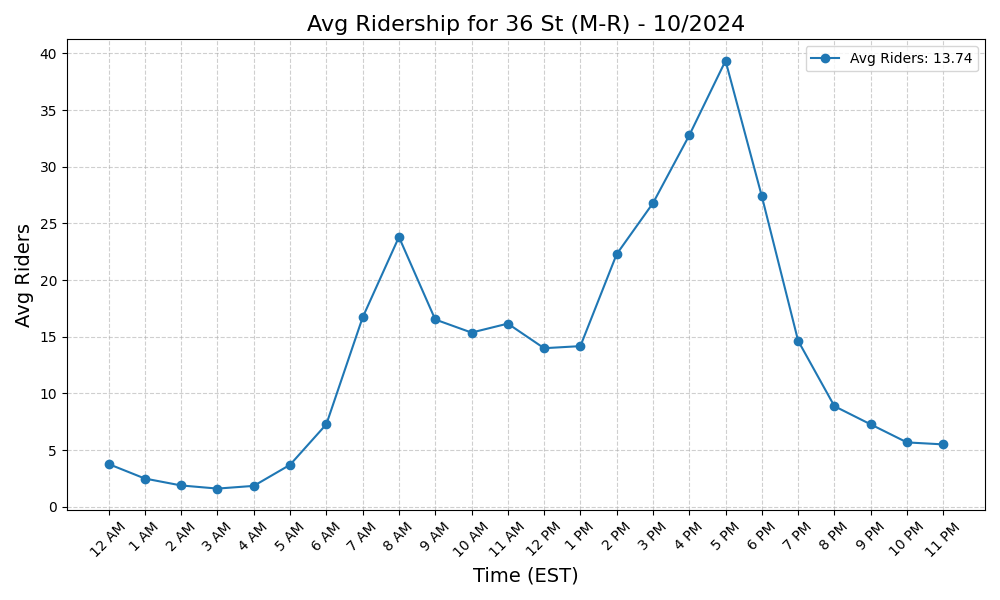 Avg Ridership for 36 St (M-R) - 10/2024
Avg Riders: 13.74
Avg Riders
40
35
30
25
20
15
10
5
0
12 AM
1 AM
2 AM
3 AM
4 AM
5 AM
6 AM
7 AM
8 AM
9 AM
10 AM
11 AM
12 PM
1 PM
2 PM
3 PM
4 PM
5 PM
6 PM
7 PM
8 PM
9 PM
10 PM
11 PM
Time (EST)